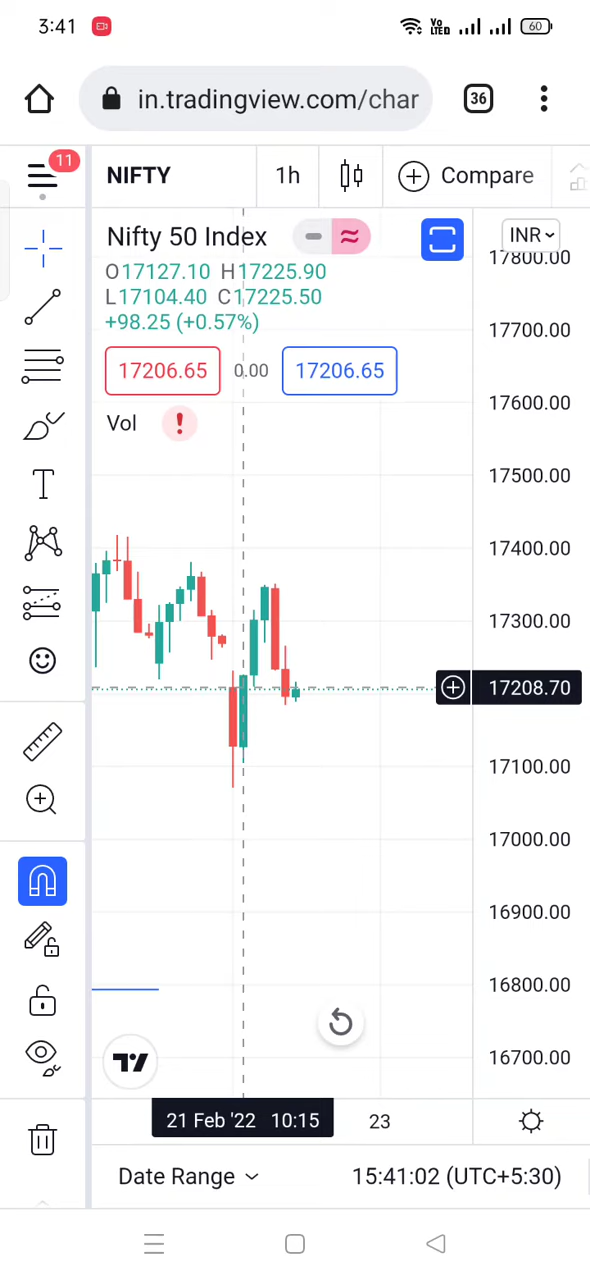 3:41 Vo LTED 60
in.tradingview.com/char 36
11 NIFTY 1h Compare
Nifty 50 Index INR
O17127.10 H17225.90
L17104.40 C17225.50
+98.25 (+0.57%)
17206.65 0.00 17206.65
Vol !
17800.00
17700.00
17600.00
17500.00
17400.00
17300.00
17208.70
17100.00
17000.00
16900.00
16800.00
16700.00
T
21 Feb '22 10:15 23
Date Range 15:41:02 (UTC+5:30)